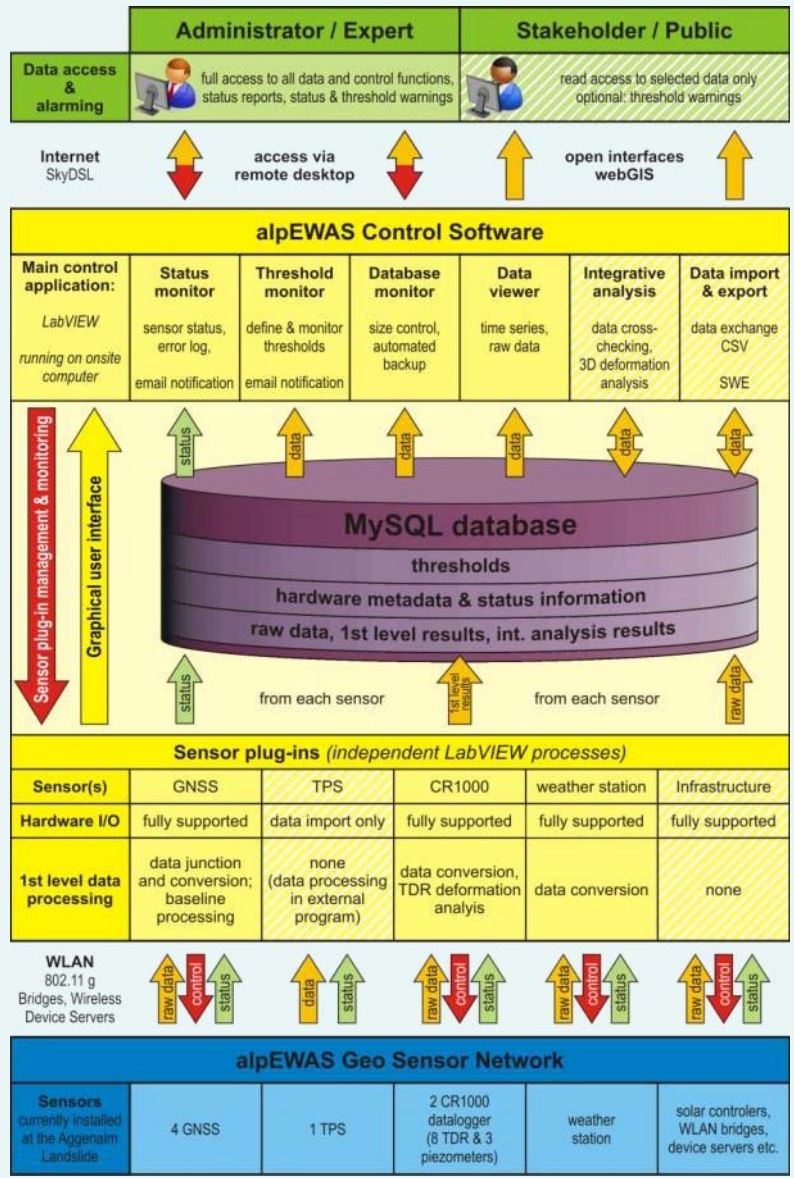 Administrator / Expert
Stakeholder / Public
Data access
&
alarming
full access to all data and control functions,
status reports, status & threshold warnings
read access to selected data only
optional: threshold warnings
Internet
SkyDSL
access via
remote desktop
open interfaces
webGIS
alpEWAS Control Software
Main control
application:
LabVIEW
running on onsite
computer
Status
monitor
sensor status,
error log,
email notification
Threshold
monitor
define & monitor
thresholds
email notification
Database
monitor
size control,
automated
backup
Data
viewer
time series,
raw data
Integrative
analysis
data cross-
checking,
3D deformation
analysis
Data import
& export
data exchange
CSV
SWE
Sensor plug-in management & monitoring
Graphical user interface
status
data
data
data
data
data
MySQL database
thresholds
hardware metadata & status information
raw data, 1st level results, int. analysis results
status
from each sensor
1st level
results
from each sensor
raw data
Sensor plug-ins (independent LabVIEW processes)
Sensor(s)
GNSS
TPS
CR1000
weather station
Infrastructure
Hardware I/O
fully supported
data import only
fully supported
fully supported
fully supported
1st level data
processing
data junction
and conversion;
baseline
processing
none
(data processing
in external
program)
data conversion,
TDR deformation
analyis
data conversion
none
WLAN
802.11 g
Bridges, Wireless
Device Servers
raw data
control
status
data
status
raw data
control
status
raw data
control
status
raw data
control
status
alpEWAS Geo Sensor Network
Sensors
currently installed
at the Aggenalm
Landslide
4 GNSS
1 TPS
2 CR1000
datalogger
(8 TDR & 3
piezometers)
weather
station
solar controlers,
WLAN bridges,
device servers etc.